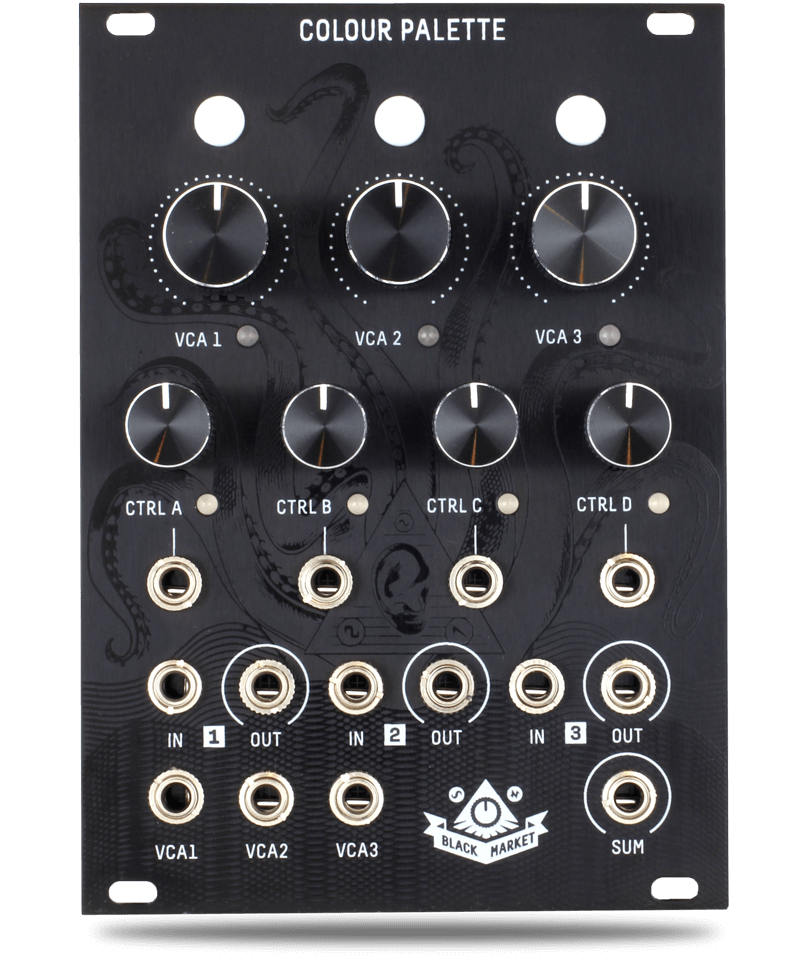 COLOUR PALETTE
VCA 1 VCA 2 VCA 3
CTRL A CTRL B CTRL C CTRL D
IN 1 OUT IN 2 OUT IN 3 OUT
VCA1 VCA2 VCA3 BLACK MARKET SUM